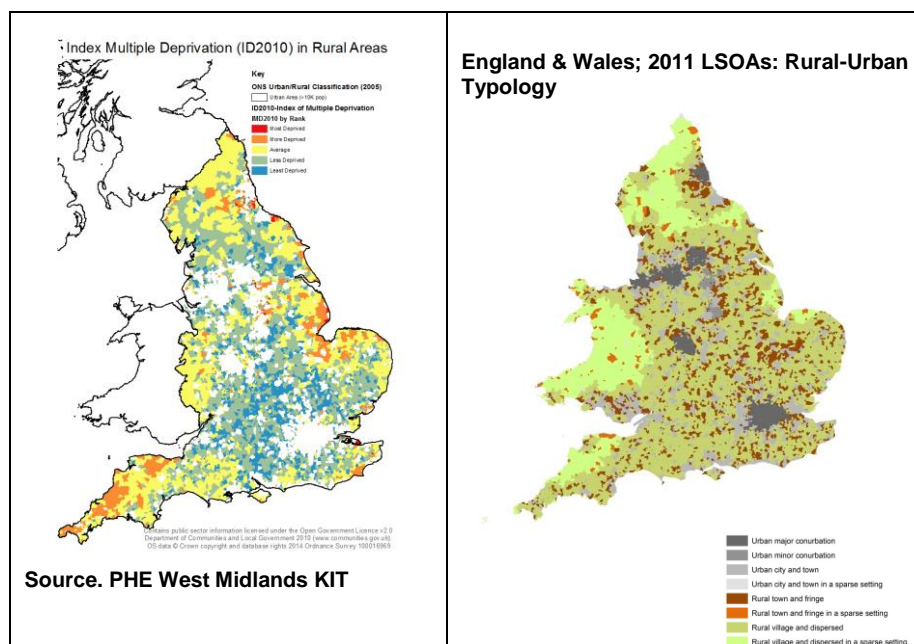 Index Multiple Deprivation (ID2010) in Rural Areas
Key
ONS Urban/Rural Classification (2005)
Urban Area (>10K pop)
ID2010-Index of Multiple Deprivation
IMD2010 by Rank
Most Deprived
More Deprived
Average
Less Deprived
Least Deprived
Contains public sector information licensed under the Open Government Licence v2.0
Department of Communities and Local Government 2010 (www.communities.gov.uk)
OS data © Crown copyright and database rights 2014 Ordnance Survey 100016969
Source. PHE West Midlands KIT
England & Wales; 2011 LSOAs: Rural-Urban
Typology
Urban major conurbation
Urban minor conurbation
Urban city and town
Urban city and town in a sparse setting
Rural town and fringe
Rural town and fringe in a sparse setting
Rural village and dispersed
Rural village and dispersed in a sparse setting